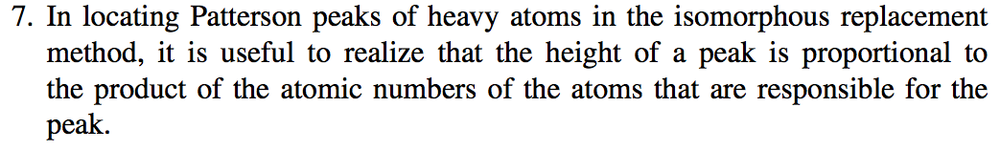 7. In locating Patterson peaks of heavy atoms in the isomorphous replacement
method, it is useful to realize that the height of a peak is proportional to
the product of the atomic numbers of the atoms that are responsible for the
peak.